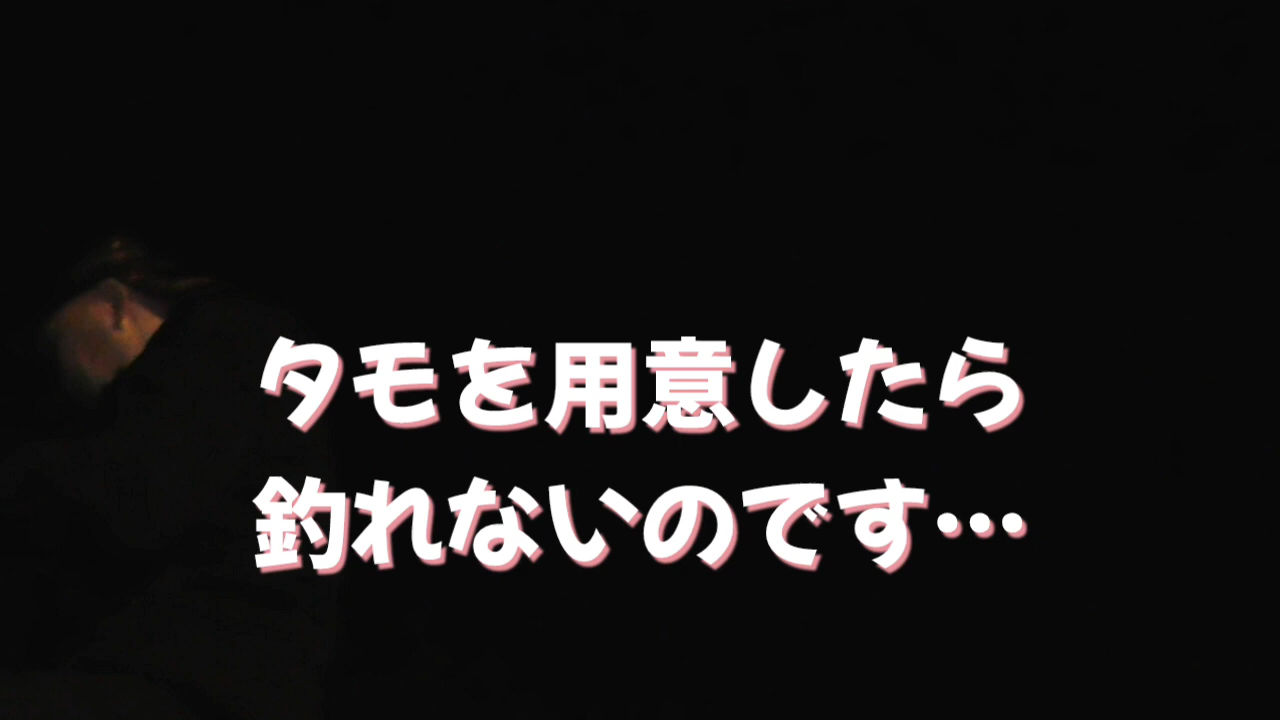 タモを用意したら
釣れないのです…